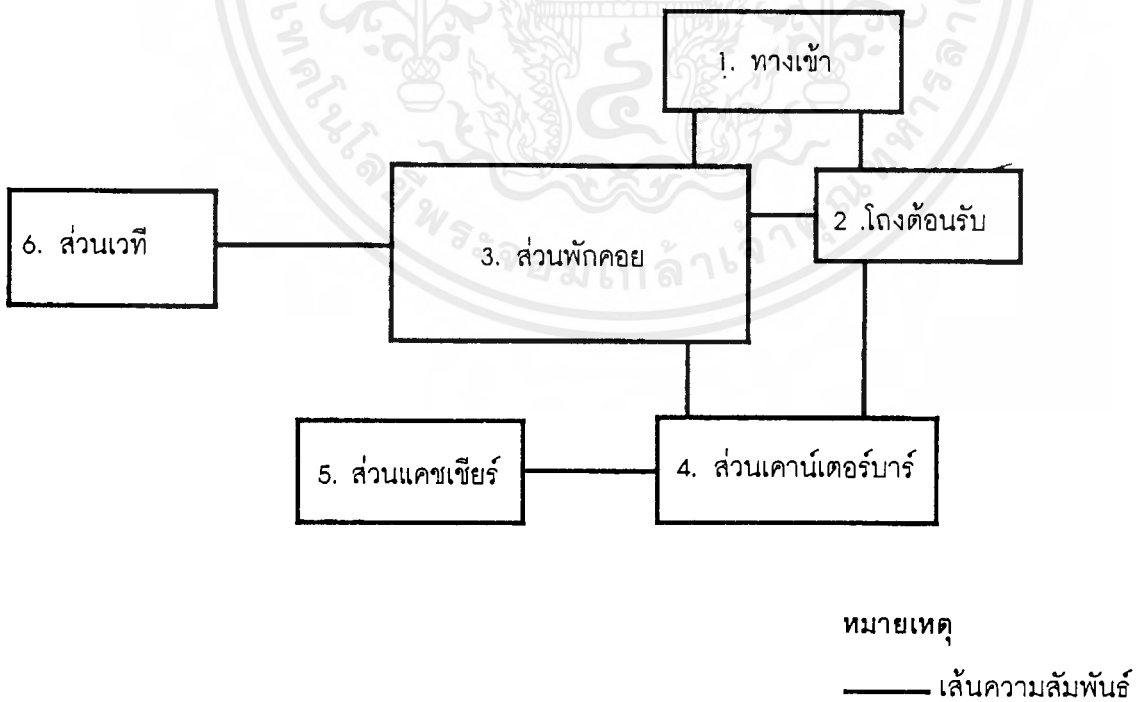 1. ทางเข้า
2 .โถงต้อนรับ
3. ส่วนพักคอย
6. ส่วนเวที
5. ส่วนแคชเชียร์
4. ส่วนเคาน์เตอร์บาร์
หมายเหตุ
เส้นความสัมพันธ์